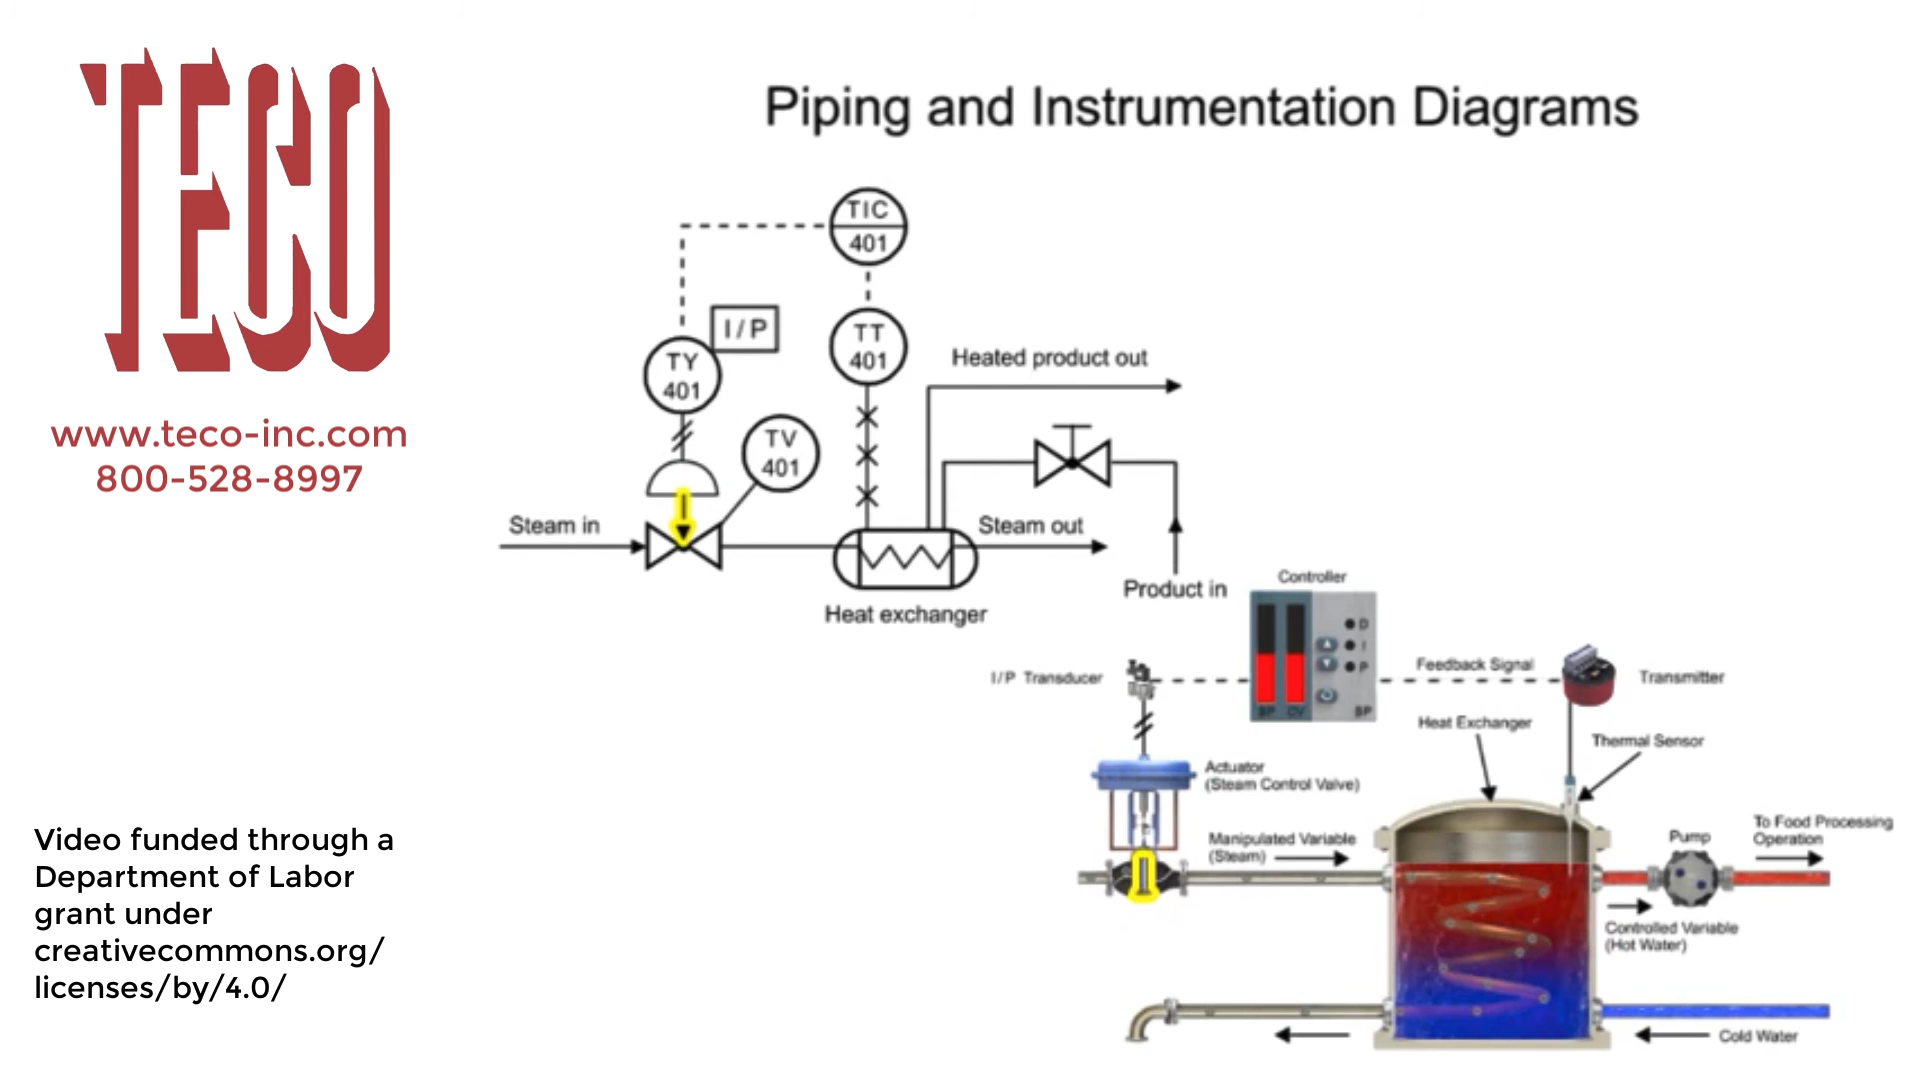 TECO
www.teco-inc.com
800-528-8997
Video funded through a
Department of Labor
grant under
creativecommons.org/
licenses/by/4.0/
Piping and Instrumentation Diagrams
TIC
401
I/P
TT
401
TY
401
TV
401
Heated product out
Steam in
Steam out
Product in
Heat exchanger
Controller
D
I
P
SP
CV
SP
I/P Transducer
Feedback Signal
Transmitter
Heat Exchanger
Thermal Sensor
Actuator
(Steam Control Valve)
Manipulated Variable
(Steam)
Pump
To Food Processing
Operation
Controlled Variable
(Hot Water)
Cold Water